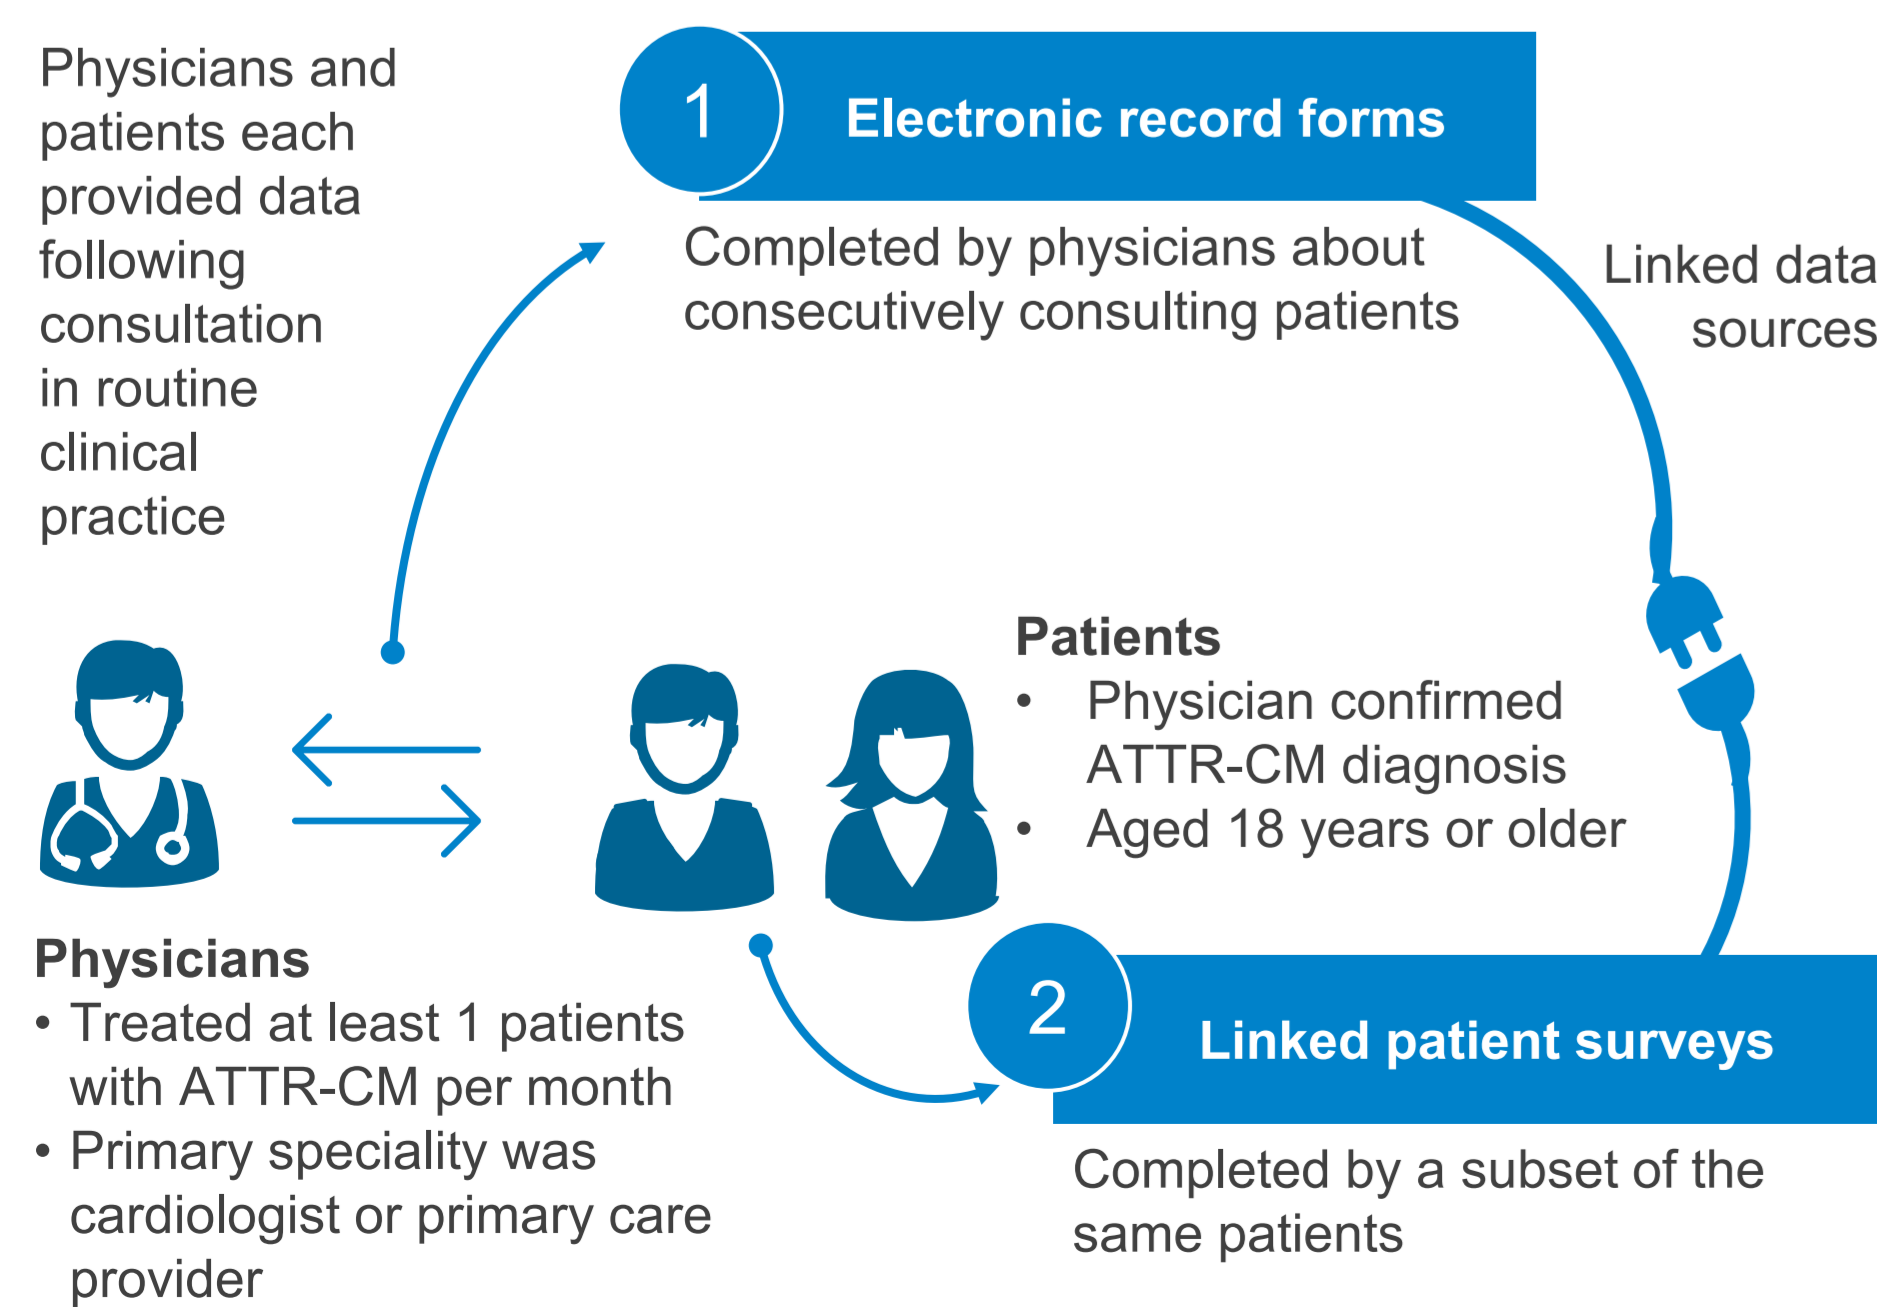 Physicians and
patients each
provided data
following
consultation
in routine
clinical
practice
1
Electronic record forms
Completed by physicians about
consecutively consulting patients
Linked data
sources
Patients
• Physician confirmed
ATTR-CM diagnosis
• Aged 18 years or older
Physicians
• Treated at least 1 patients
with ATTR-CM per month
• Primary speciality was
cardiologist or primary care
provider
2
Linked patient surveys
Completed by a subset of the
same patients